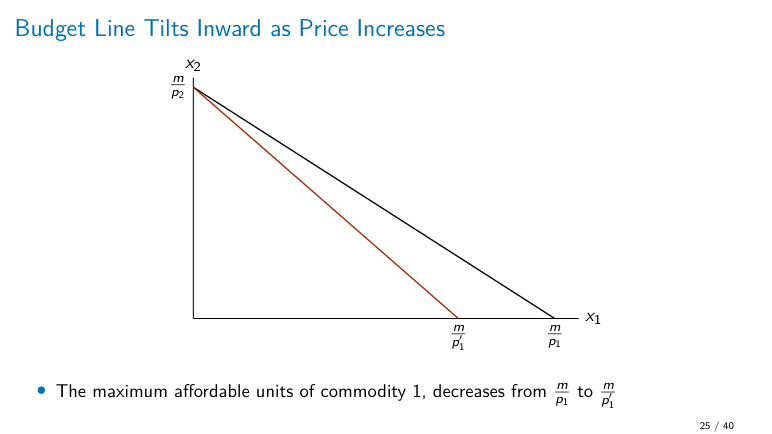 Budget Line Tilts Inward as Price Increases
x₂
m/p₂
x₁
m/p₁′ m/p₁
• The maximum affordable units of commodity 1, decreases from m/p₁ to m/p₁′
25 / 40